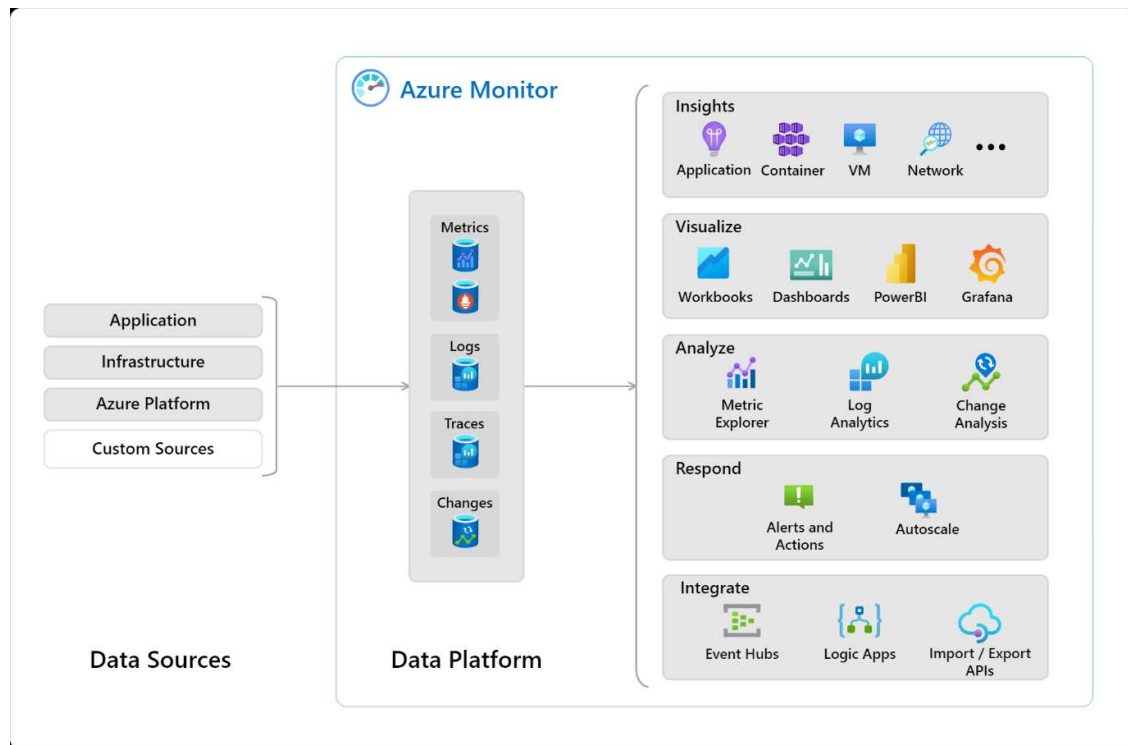 Azure Monitor
Application
Infrastructure
Azure Platform
Custom Sources
Data Sources
Metrics
Logs
Traces
Changes
Data Platform
Insights
Application
Container
VM
Network
Visualize
Workbooks
Dashboards
PowerBI
Grafana
Analyze
Metric
Explorer
Log
Analytics
Change
Analysis
Respond
Alerts and
Actions
Autoscale
Integrate
Event Hubs
Logic Apps
Import / Export
APIs